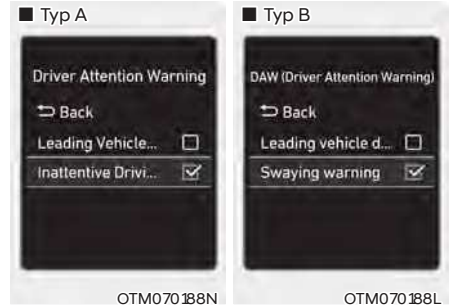 ■ Typ A
Driver Attention Warning
⮌ Back
Leading Vehicle... ☐
Inattentive Drivi... ☑
OTM070188N
■ Typ B
DAW (Driver Attention Warning)
⮌ Back
Leading vehicle d... ☐
Swaying warning ☑
OTM070188L